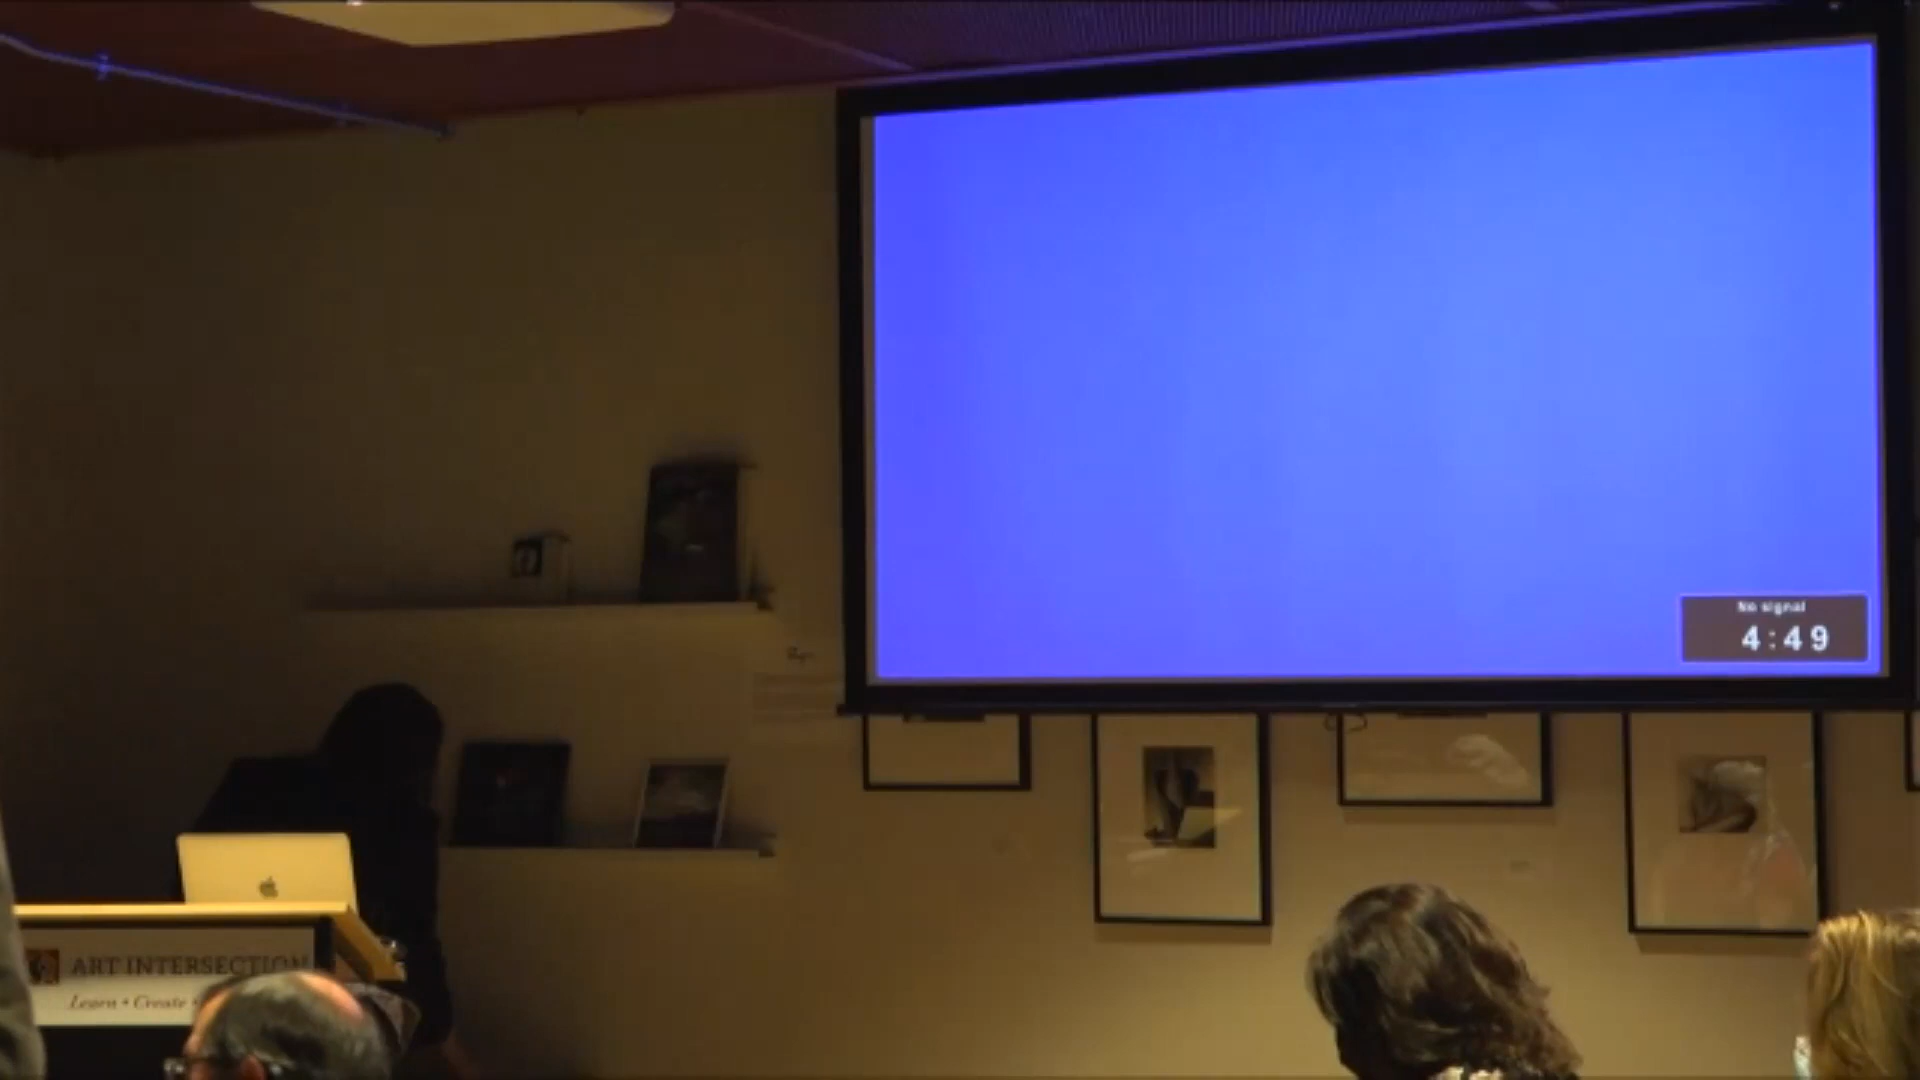 No signal
4:49
ART INTERSECTION
Learn • Create •